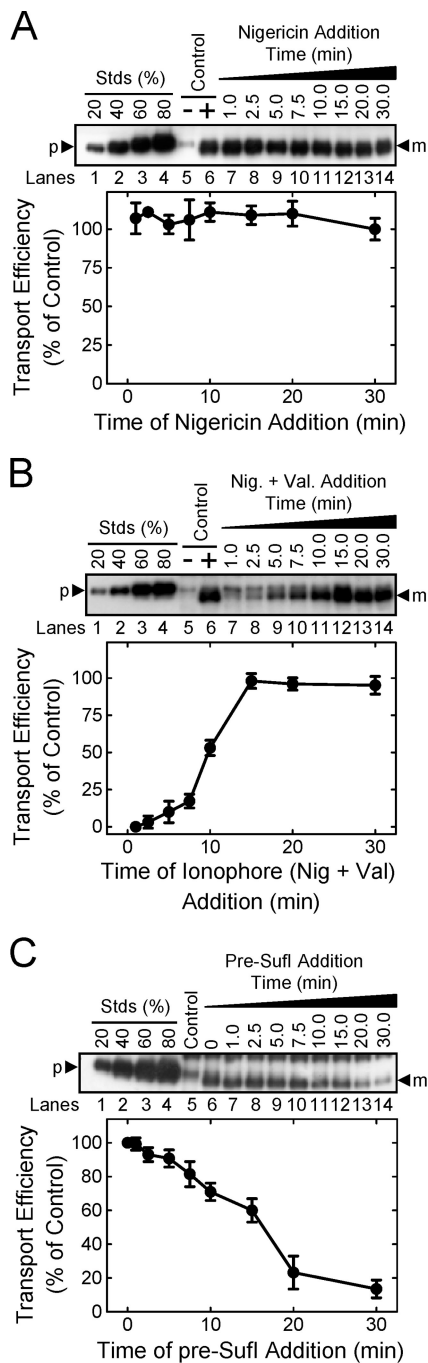 A
Nigericin Addition
Time (min)
Stds (%)
Control
20 40 60 80 - + 1.0 2.5 5.0 7.5 10.0 15.0 20.0 30.0
p m
Lanes 1 2 3 4 5 6 7 8 9 10 11 12 13 14
Transport Efficiency
(% of Control)
100
75
50
25
0
0 10 20 30
Time of Nigericin Addition (min)
B
Nig. + Val. Addition
Time (min)
Stds (%)
Control
20 40 60 80 - + 1.0 2.5 5.0 7.5 10.0 15.0 20.0 30.0
p m
Lanes 1 2 3 4 5 6 7 8 9 10 11 12 13 14
Transport Efficiency
(% of Control)
100
75
50
25
0
0 10 20 30
Time of Ionophore (Nig + Val)
Addition (min)
C
Pre-Sufl Addition
Time (min)
Stds (%)
Control
20 40 60 80 0 1.0 2.5 5.0 7.5 10.0 15.0 20.0 30.0
p m
Lanes 1 2 3 4 5 6 7 8 9 10 11 12 13 14
Transport Efficiency
(% of Control)
100
80
60
40
20
0
0 10 20 30
Time of pre-Sufl Addition (min)